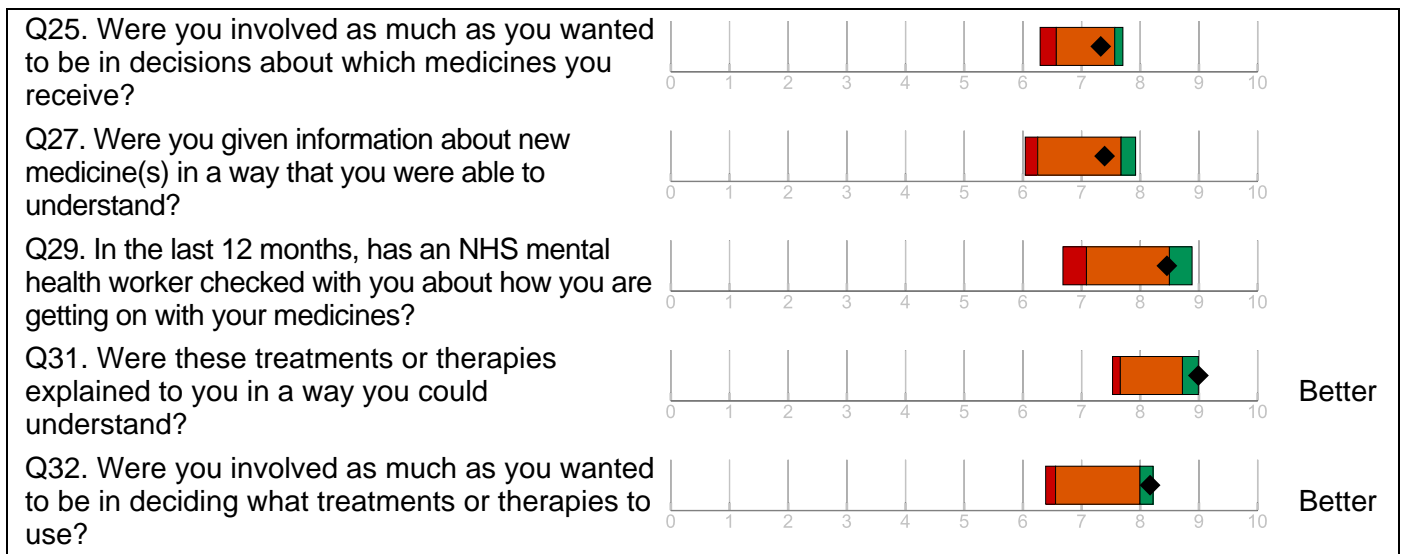 Q25. Were you involved as much as you wanted
to be in decisions about which medicines you
receive?
0 1 2 3 4 5 6 7 8 9 10
Q27. Were you given information about new
medicine(s) in a way that you were able to
understand?
0 1 2 3 4 5 6 7 8 9 10
Q29. In the last 12 months, has an NHS mental
health worker checked with you about how you are
getting on with your medicines?
0 1 2 3 4 5 6 7 8 9 10
Q31. Were these treatments or therapies
explained to you in a way you could
understand?
0 1 2 3 4 5 6 7 8 9 10
Better
Q32. Were you involved as much as you wanted
to be in deciding what treatments or therapies to
use?
0 1 2 3 4 5 6 7 8 9 10
Better